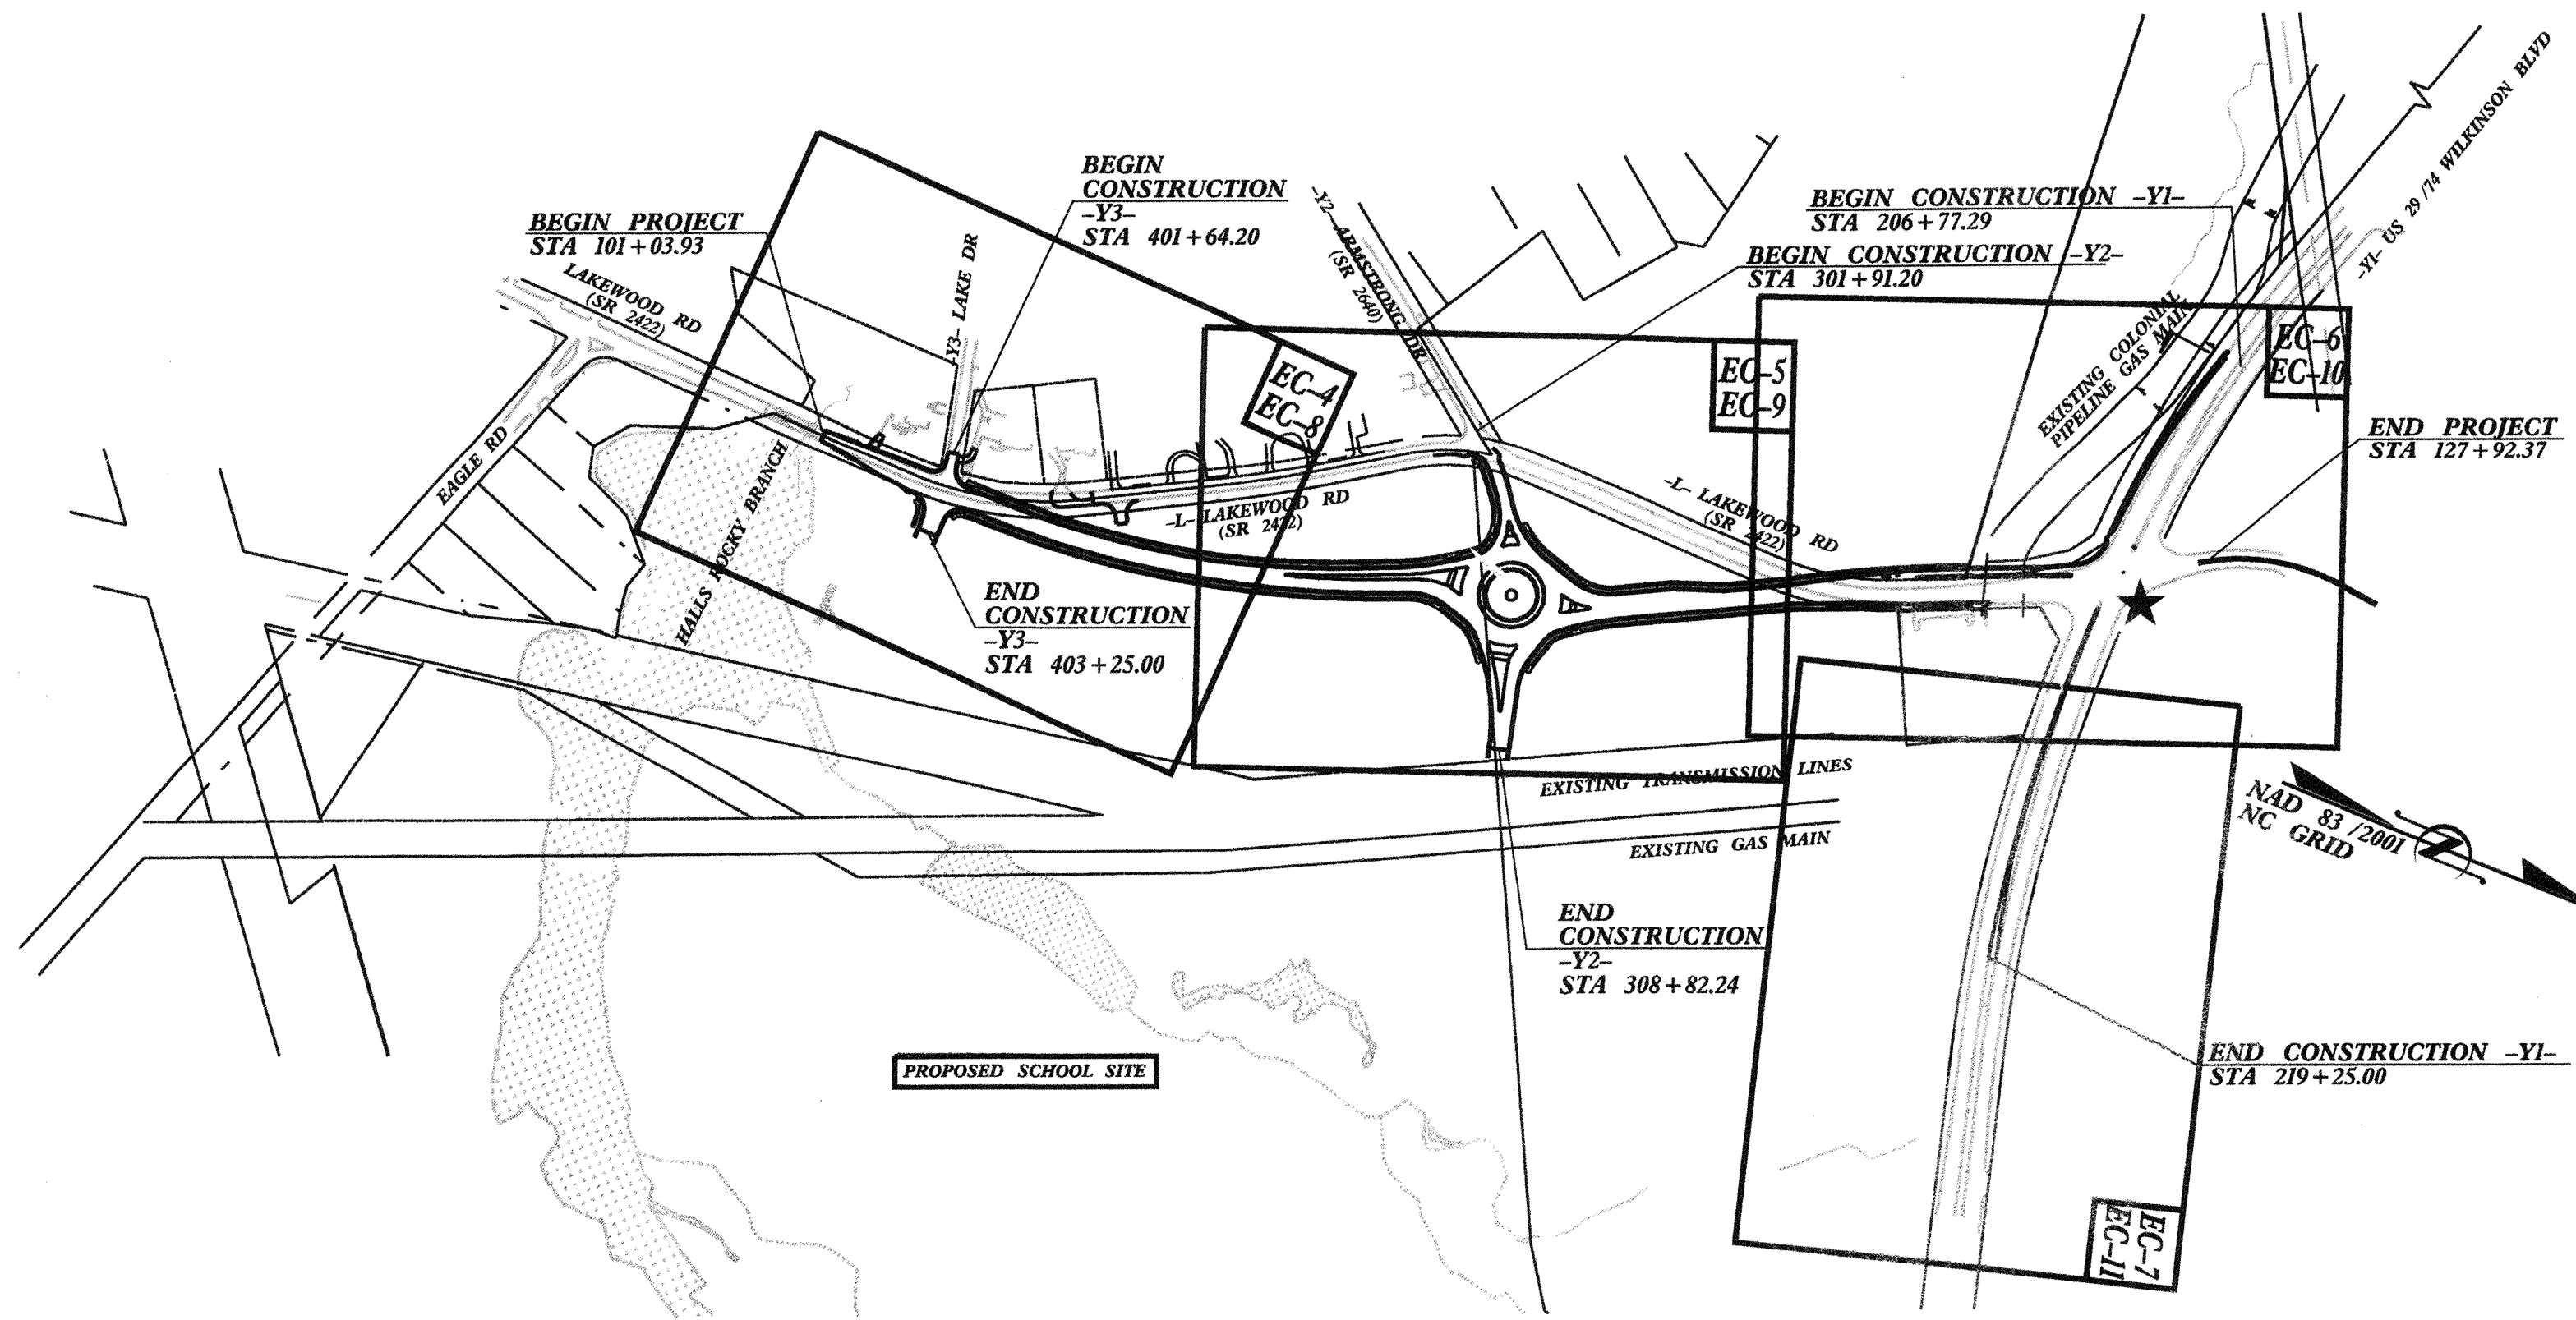 BEGIN PROJECT
STA 101+03.93
LAKEWOOD RD
(SR 2422)
BEGIN
CONSTRUCTION
-Y3-
STA 401+64.20
-Y3- LAKE DR
-Y2- ARMSTRONG DR
(SR 2640)
BEGIN CONSTRUCTION -Y1-
STA 206+77.29
BEGIN CONSTRUCTION -Y2-
STA 301+91.20
-Y1- US 29/74 WILKINSON BLVD
EXISTING COLONIAL
PIPELINE GAS MAIN
EC-4
EC-8
EC-5
EC-9
EC-6
EC-10
END PROJECT
STA 127+92.37
EAGLE RD
HALLS ROCKY BRANCH
-L- LAKEWOOD RD
(SR 2422)
-L- LAKEWOOD RD
(SR 2422)
END
CONSTRUCTION
-Y3-
STA 403+25.00
EXISTING TRANSMISSION LINES
EXISTING GAS MAIN
NAD 83/2001
NC GRID
END
CONSTRUCTION
-Y2-
STA 308+82.24
PROPOSED SCHOOL SITE
END CONSTRUCTION -Y1-
STA 219+25.00
EC-7
EC-11